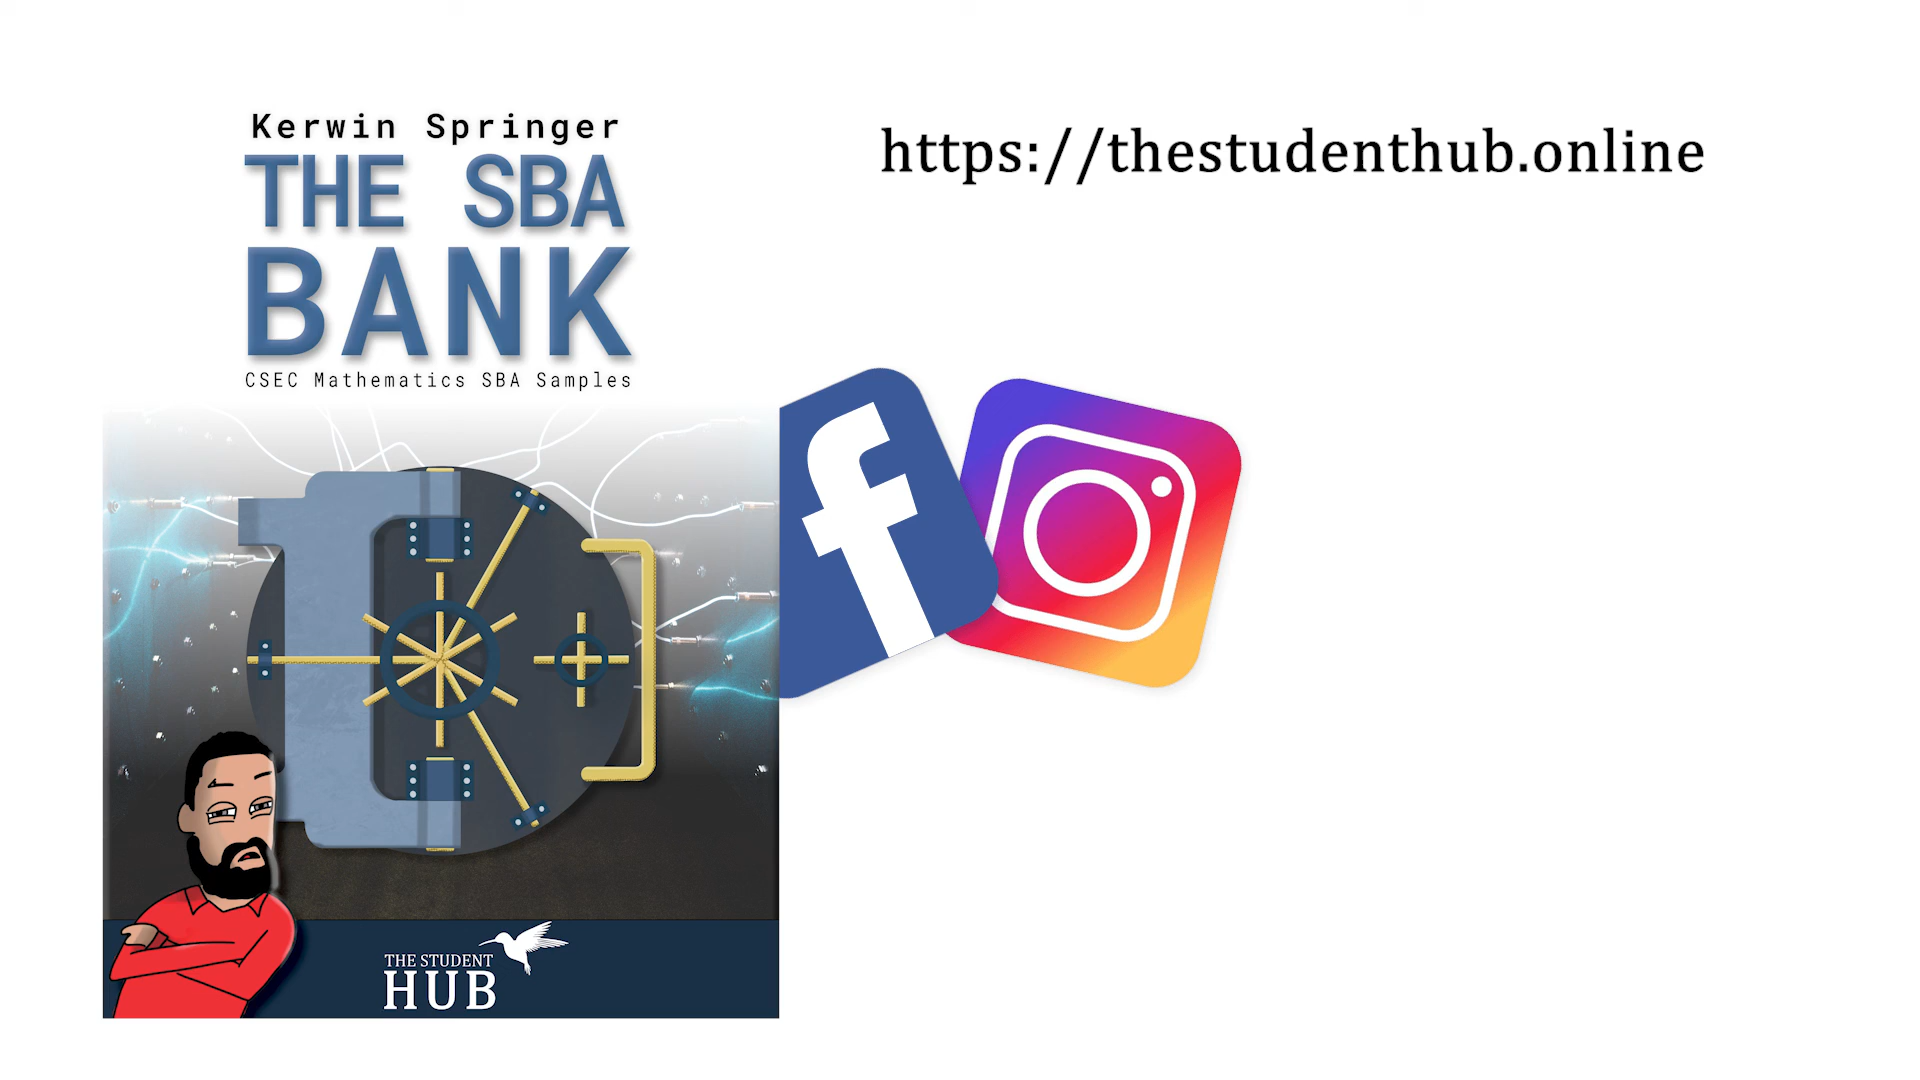 Kerwin Springer
THE SBA
BANK
CSEC Mathematics SBA Samples
THE STUDENT
HUB
https://thestudenthub.online